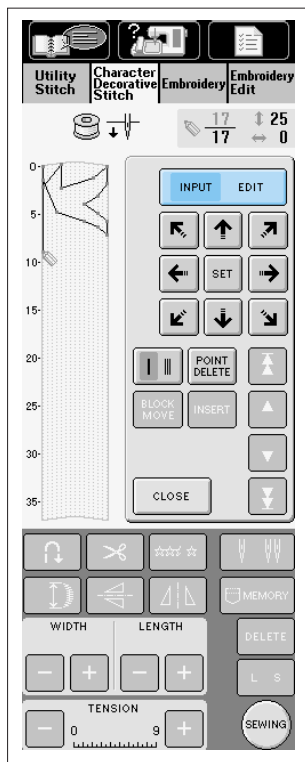 Utility
Stitch
Character
Decorative
Stitch
Embroidery
Embroidery
Edit
17
17
25
0
0-
5-
10-
15-
20-
25-
30-
35-
INPUT EDIT
SET
POINT
DELETE
BLOCK
MOVE
INSERT
CLOSE
MEMORY
WIDTH
LENGTH
DELETE
L S
TENSION
0 9
SEWING